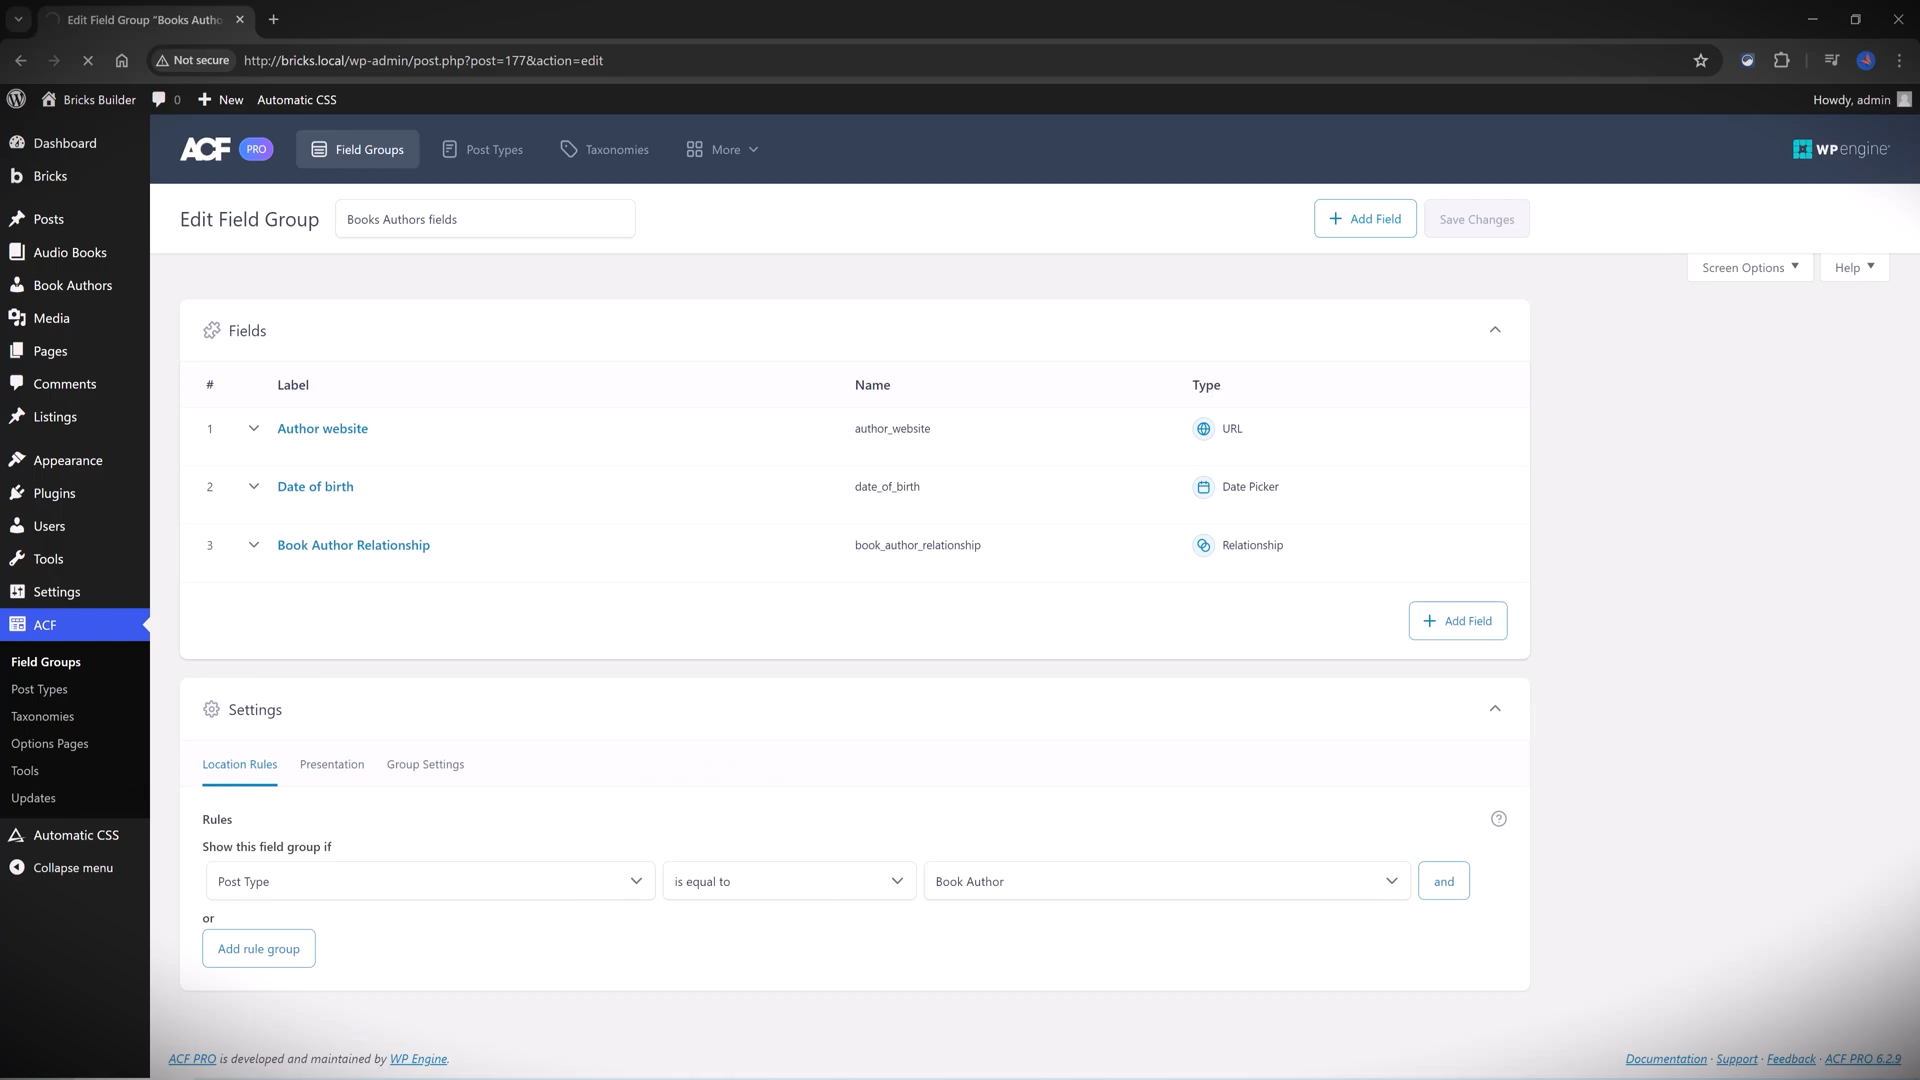 Edit Field Group "Books Autho
Not secure
http://bricks.local/wp-admin/post.php?post=177&action=edit
Bricks Builder
0
New
Automatic CSS
Howdy, admin
Dashboard
Bricks
Posts
Audio Books
Book Authors
Media
Pages
Comments
Listings
Appearance
Plugins
Users
Tools
Settings
ACF
Field Groups
Post Types
Taxonomies
Options Pages
Tools
Updates
Automatic CSS
Collapse menu
ACF PRO
Field Groups
Post Types
Taxonomies
More
WP engine
Edit Field Group
Books Authors fields
Add Field
Save Changes
Screen Options
Help
Fields
# Label Name Type
1 Author website author_website URL
2 Date of birth date_of_birth Date Picker
3 Book Author Relationship book_author_relationship Relationship
Add Field
Settings
Location Rules Presentation Group Settings
Rules
Show this field group if
Post Type is equal to Book Author and
or
Add rule group
ACF PRO is developed and maintained by WP Engine.
Documentation · Support · Feedback · ACF PRO 6.2.9